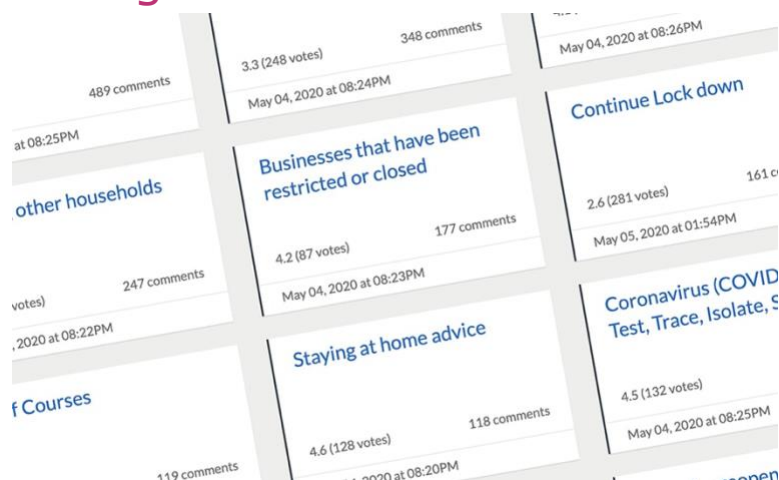 489 comments
at 08:25PM
3.3 (248 votes)
348 comments
May 04, 2020 at 08:24PM
May 04, 2020 at 08:26PM
other households
votes)
247 comments
, 2020 at 08:22PM
Businesses that have been
restricted or closed
4.2 (87 votes)
177 comments
May 04, 2020 at 08:23PM
Continue Lock down
2.6 (281 votes)
161 c
May 05, 2020 at 01:54PM
f Courses
119 comments
Staying at home advice
4.6 (128 votes)
118 comments
2020 at 08:20PM
Coronavirus (COVID
Test, Trace, Isolate, S
4.5 (132 votes)
May 04, 2020 at 08:25PM